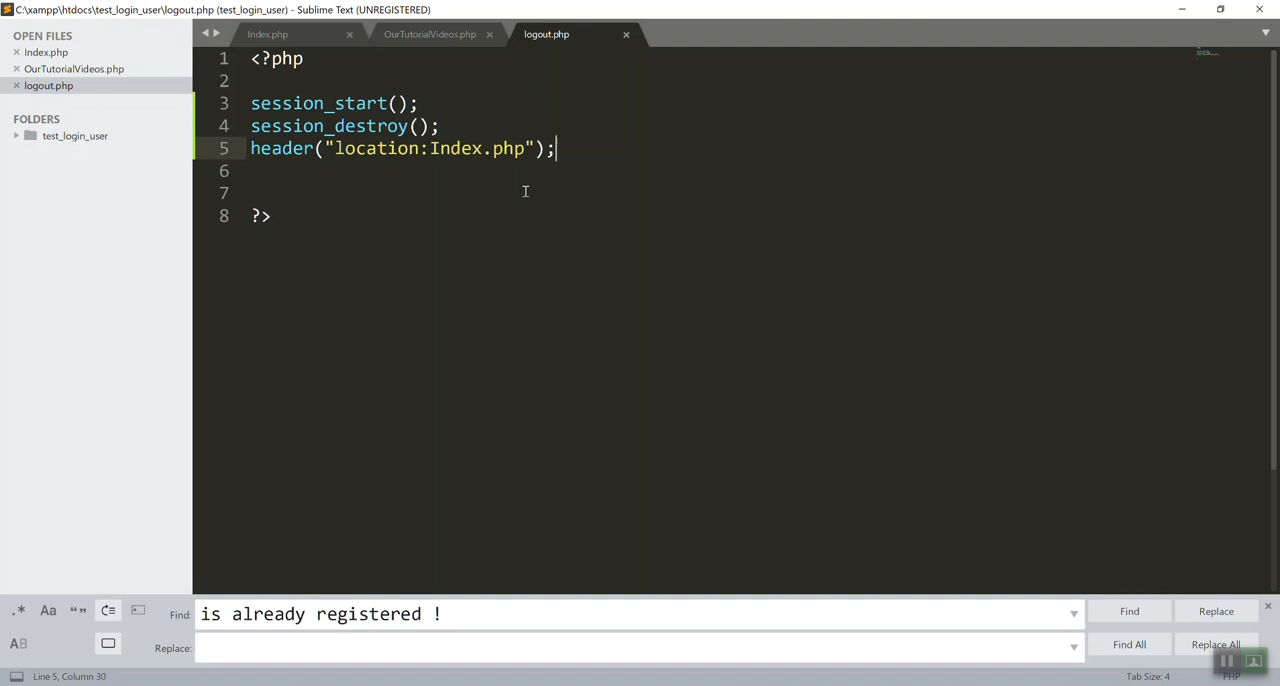 C:\xampp\htdocs\test_login_user\logout.php (test_login_user) - Sublime Text (UNREGISTERED)
OPEN FILES
Index.php
OurTutorialVideos.php
logout.php
FOLDERS
test_login_user
Index.php
OurTutorialVideos.php
logout.php
1 <?php
2
3 session_start();
4 session_destroy();
5 header("location:Index.php");
6
7
8 ?>
.* Aa “” Find: is already registered ! Find Replace
AB Replace: Find All Replace All
Line 5, Column 30 Tab Size: 4 PHP